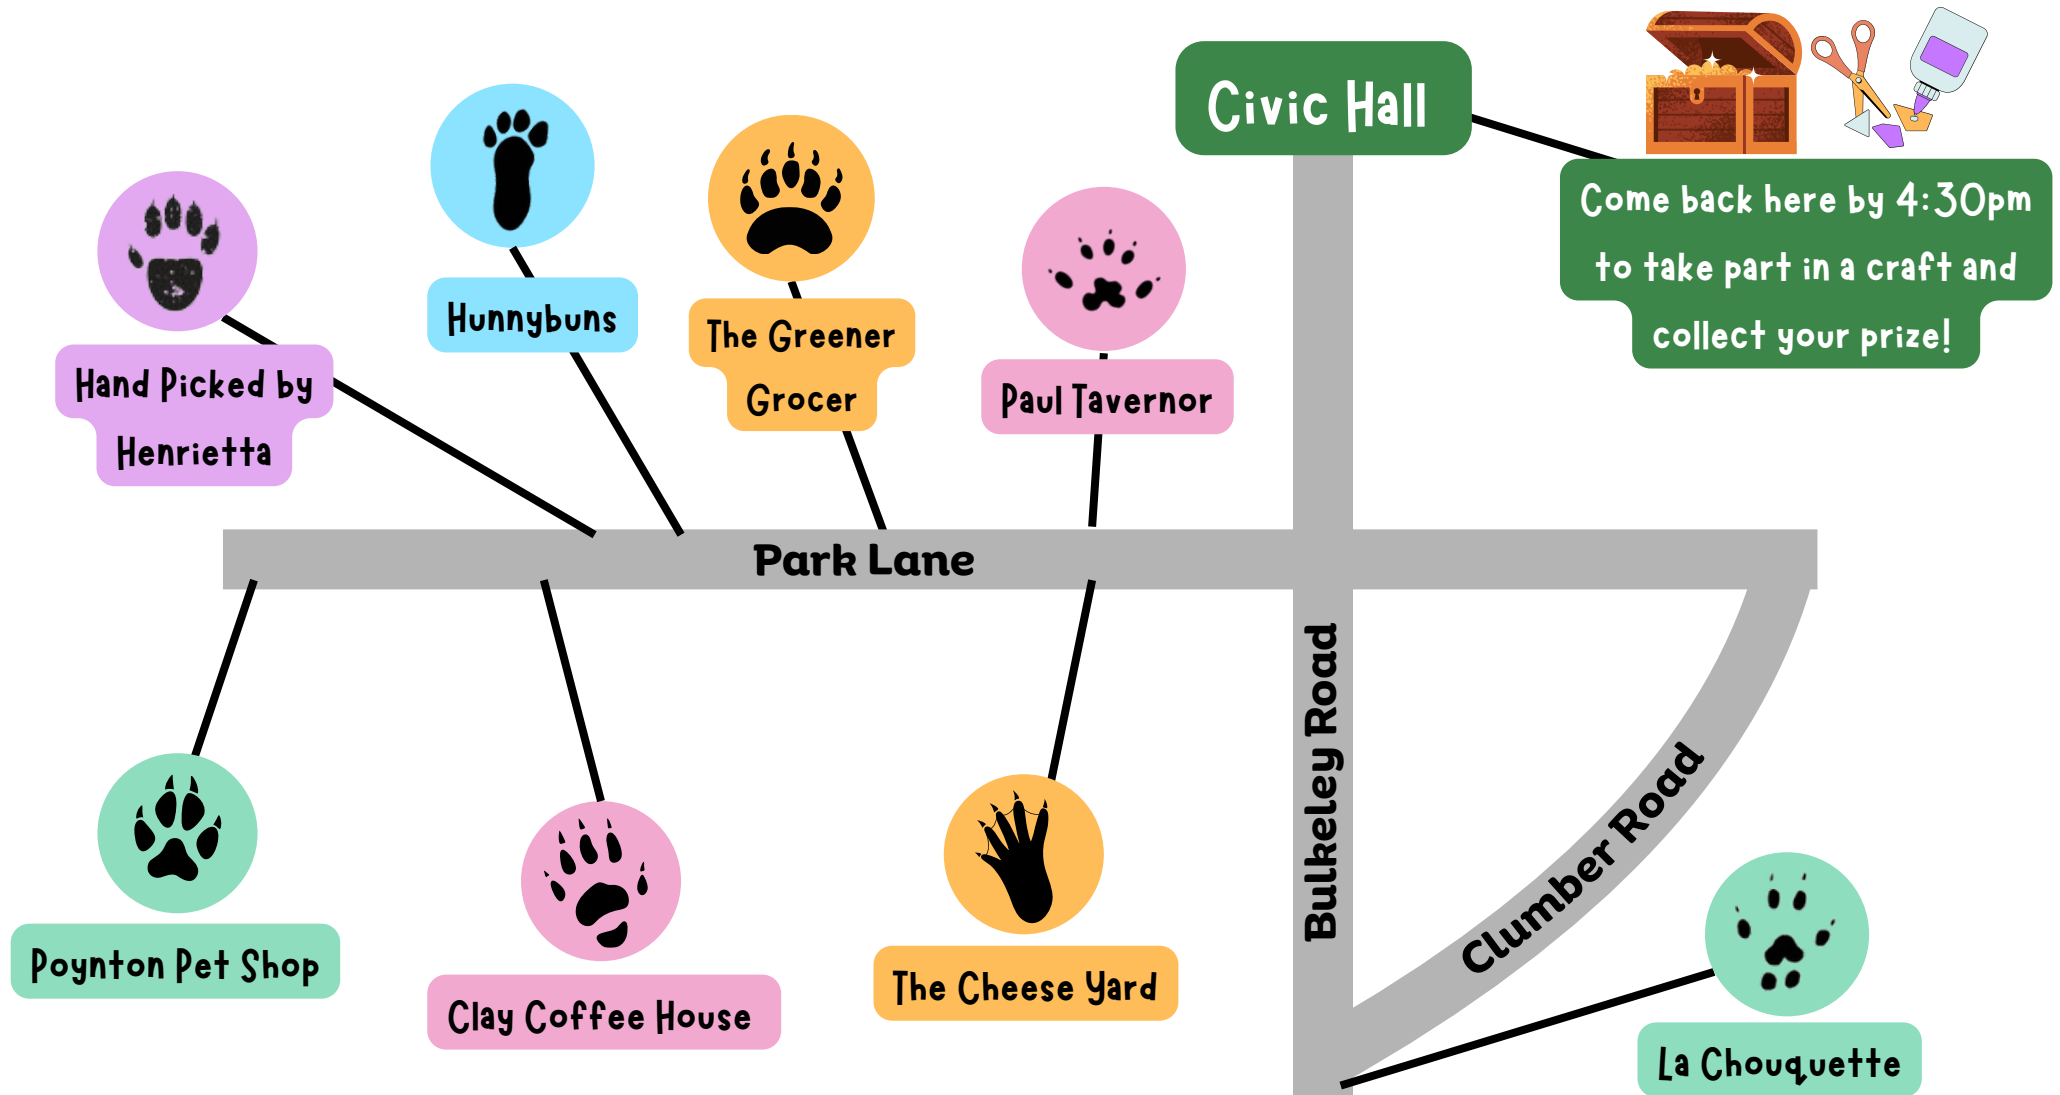 Civic Hall
Come back here by 4:30pm
to take part in a craft and
collect your prize!
Hand Picked by
Henrietta
Hunnybuns
The Greener
Grocer
Paul Tavernor
Park Lane
Bulkeley Road
Clumber Road
Poynton Pet Shop
Clay Coffee House
The Cheese Yard
La Chouquette